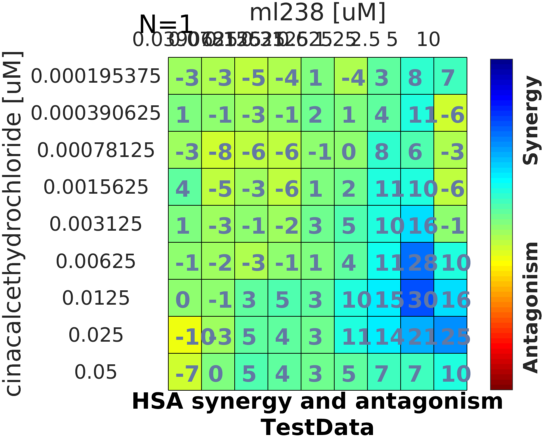 ml238 [uM]
N=1
2.5 5 10
cinacalcethydrochloride [uM]
0.000195375 -3 -3 -5 -4 1 -4 3 8 7
0.000390625 1 -1 -3 -1 2 1 4 11 -6
0.00078125 -3 -8 -6 -6 -1 0 8 6 -3
0.0015625 4 -5 -3 -6 1 2 11 10 -6
0.003125 1 -3 -1 -2 3 5 10 16 -1
0.00625 -1 -2 -3 -1 1 4 11 28 10
0.0125 0 -1 3 5 3 10 15 30 16
0.025 -10 -3 5 4 3 11 14 21 25
0.05 -7 0 5 4 3 5 7 7 10
Synergy
Antagonism
HSA synergy and antagonism
TestData